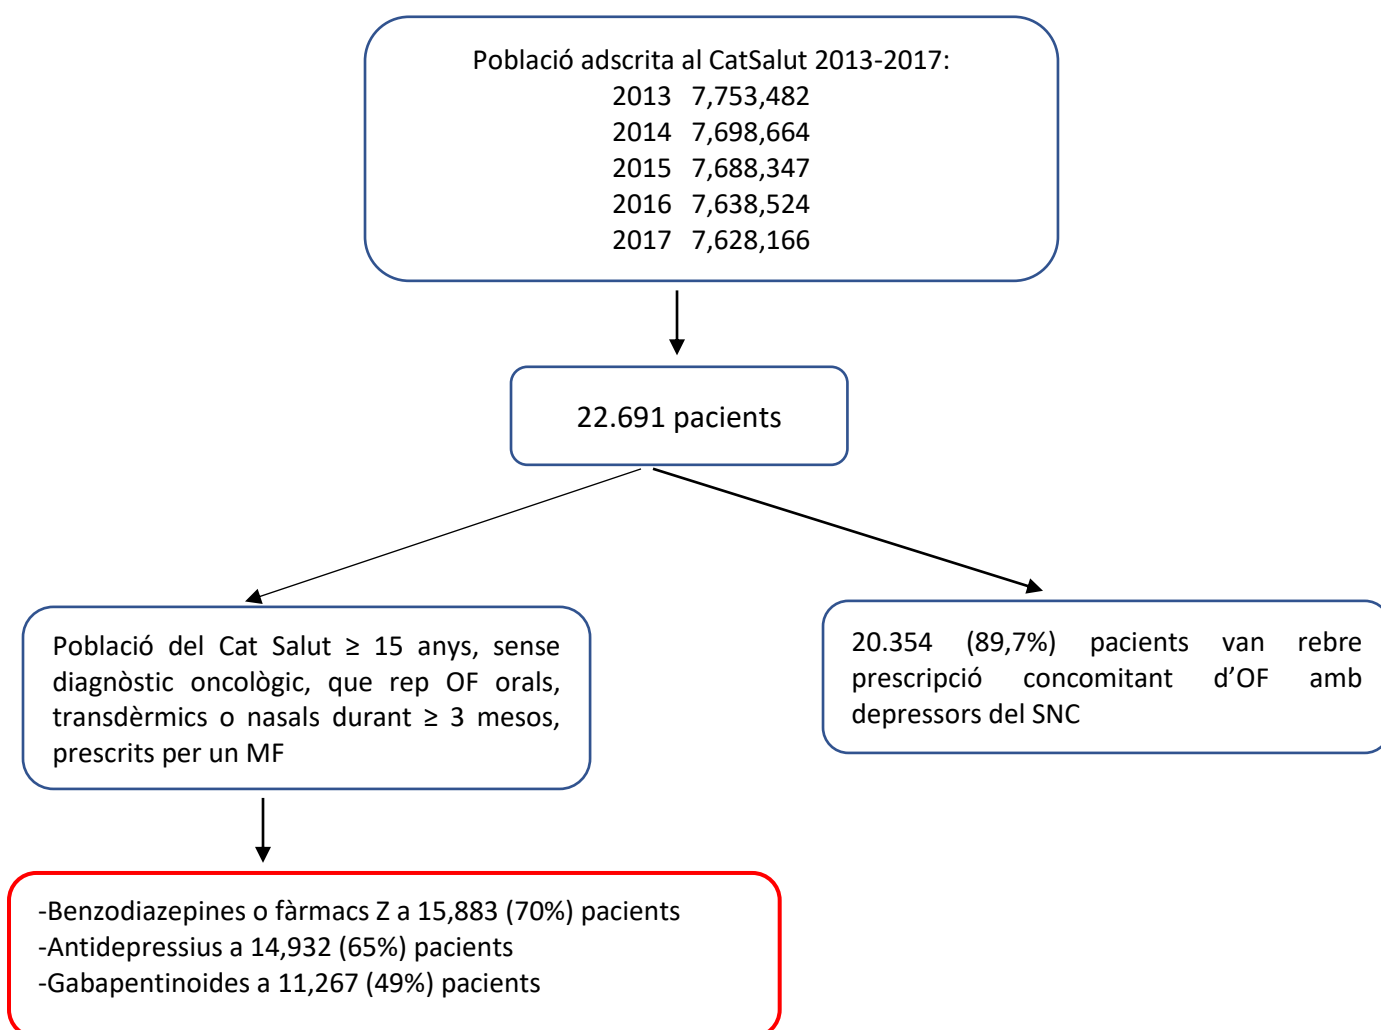 Població adscrita al CatSalut 2013-2017:
2013 7,753,482
2014 7,698,664
2015 7,688,347
2016 7,638,524
2017 7,628,166
22.691 pacients
Població del Cat Salut ≥ 15 anys, sense
diagnòstic oncològic, que rep OF orals,
transdèrmics o nasals durant ≥ 3 mesos,
prescrits per un MF
20.354 (89,7%) pacients van rebre
prescripció concomitant d’OF amb
depressors del SNC
-Benzodiazepines o fàrmacs Z a 15,883 (70%) pacients
-Antidepressius a 14,932 (65%) pacients
-Gabapentinoides a 11,267 (49%) pacients